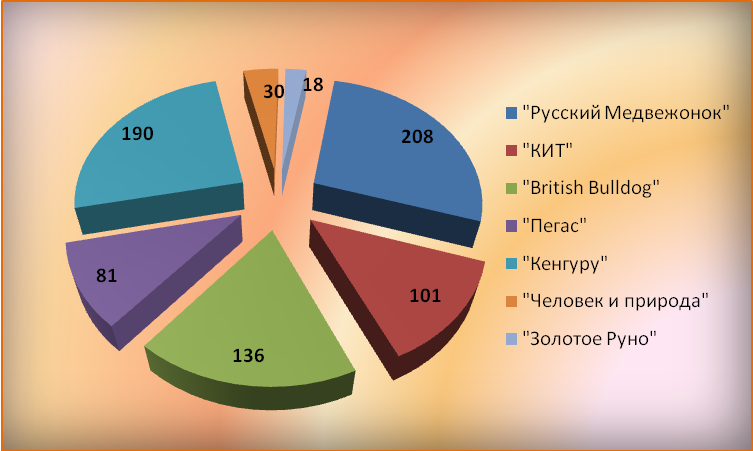 30
18
190
208
81
101
136
"Русский Медвежонок"
"КИТ"
"British Bulldog"
"Пегас"
"Кенгуру"
"Человек и природа"
"Золотое Руно"